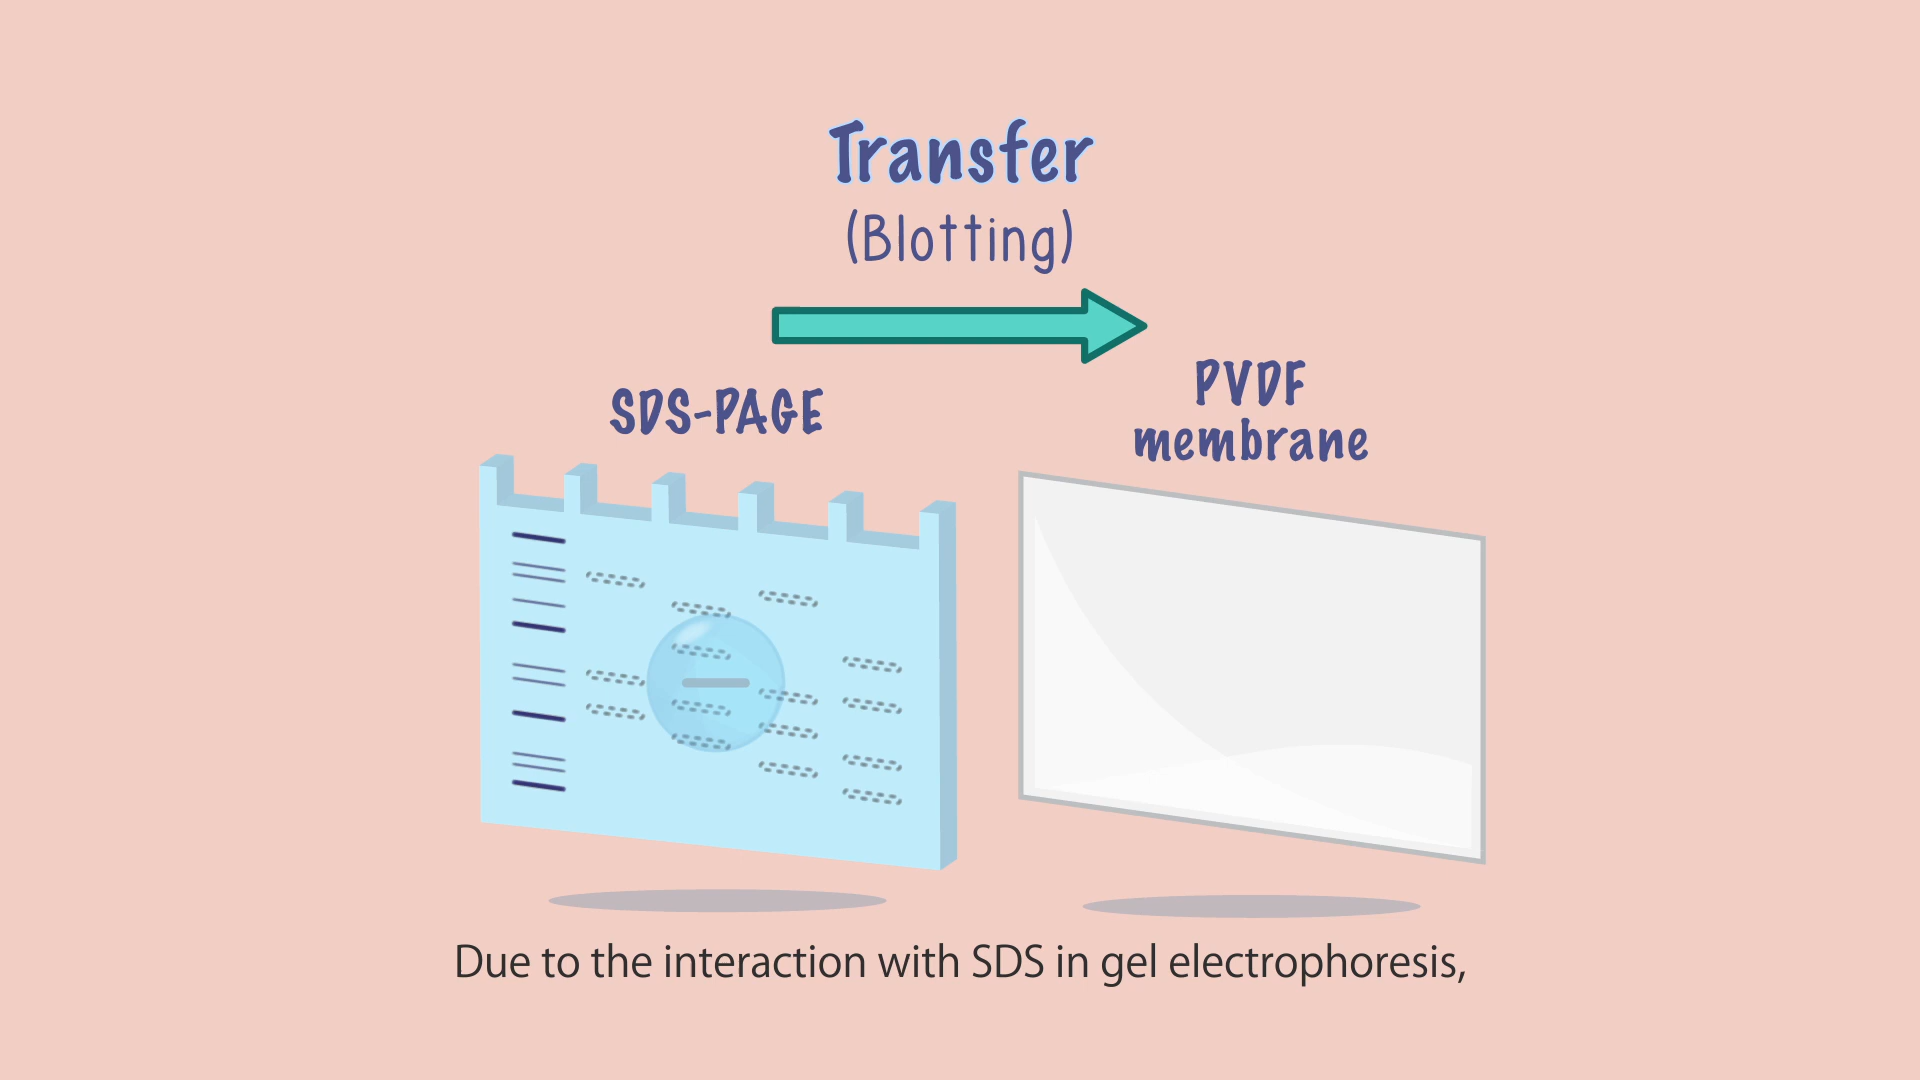 Transfer
(Blotting)
SDS-PAGE
PVDF
membrane
Due to the interaction with SDS in gel electrophoresis,